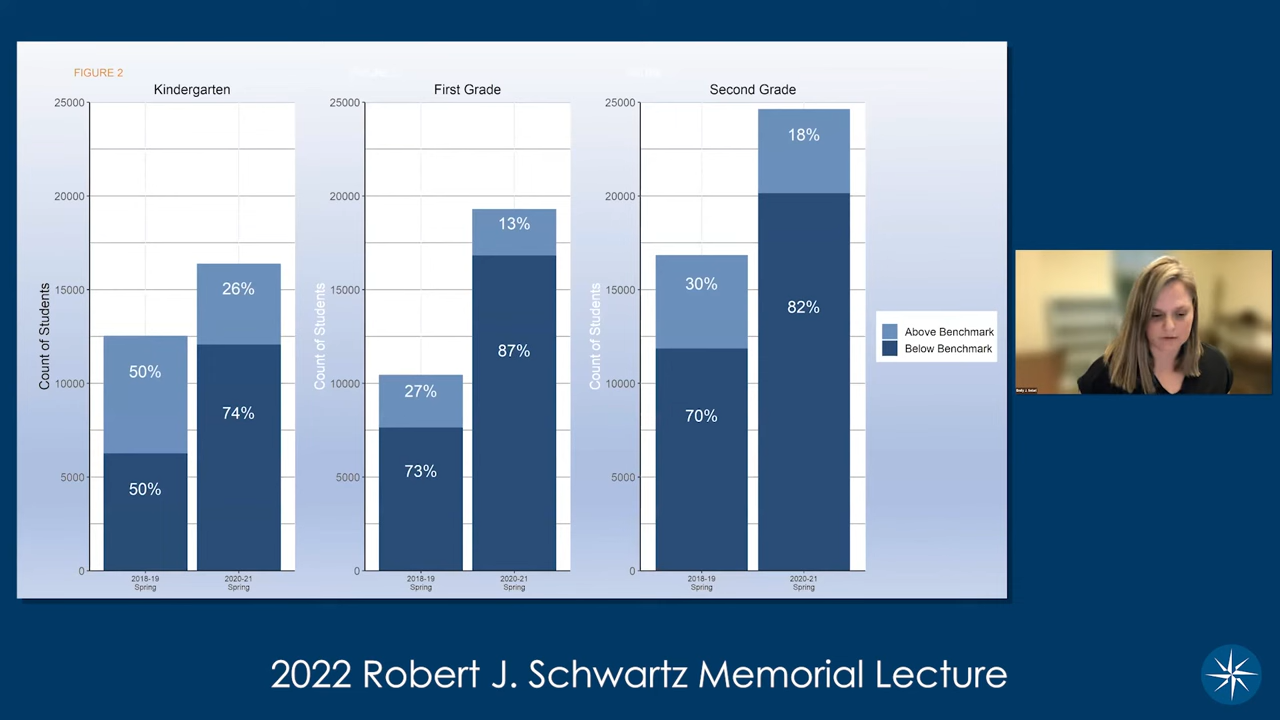 FIGURE 2
Kindergarten
25000
20000
15000
10000
5000
0
Count of Students
50%
50%
26%
74%
2018-19
Spring
2020-21
Spring
First Grade
25000
20000
15000
10000
5000
0
Count of Students
27%
73%
13%
87%
2018-19
Spring
2020-21
Spring
Second Grade
25000
20000
15000
10000
5000
0
Count of Students
30%
70%
18%
82%
2018-19
Spring
2020-21
Spring
Above Benchmark
Below Benchmark
2022 Robert J. Schwartz Memorial Lecture